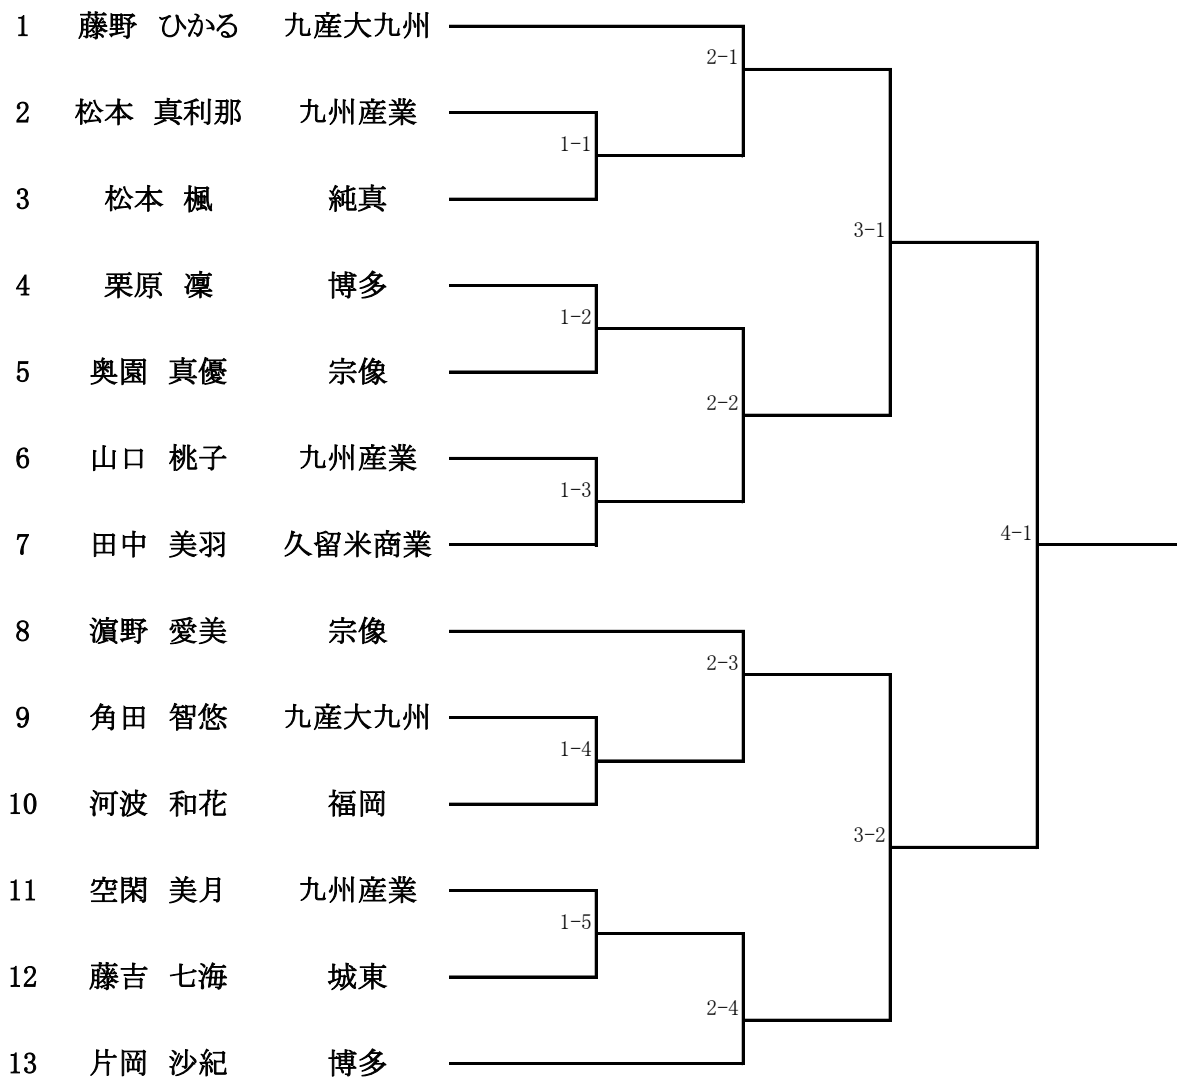 1 藤野 ひかる 九産大九州
2-1
2 松本 真利那 九州産業
1-1
3 松本 楓 純真
3-1
4 栗原 凜 博多
1-2
5 奥園 真優 宗像
2-2
6 山口 桃子 九州産業
1-3
7 田中 美羽 久留米商業
4-1
8 濵野 愛美 宗像
2-3
9 角田 智悠 九産大九州
1-4
10 河波 和花 福岡
3-2
11 空閑 美月 九州産業
1-5
12 藤吉 七海 城東
2-4
13 片岡 沙紀 博多